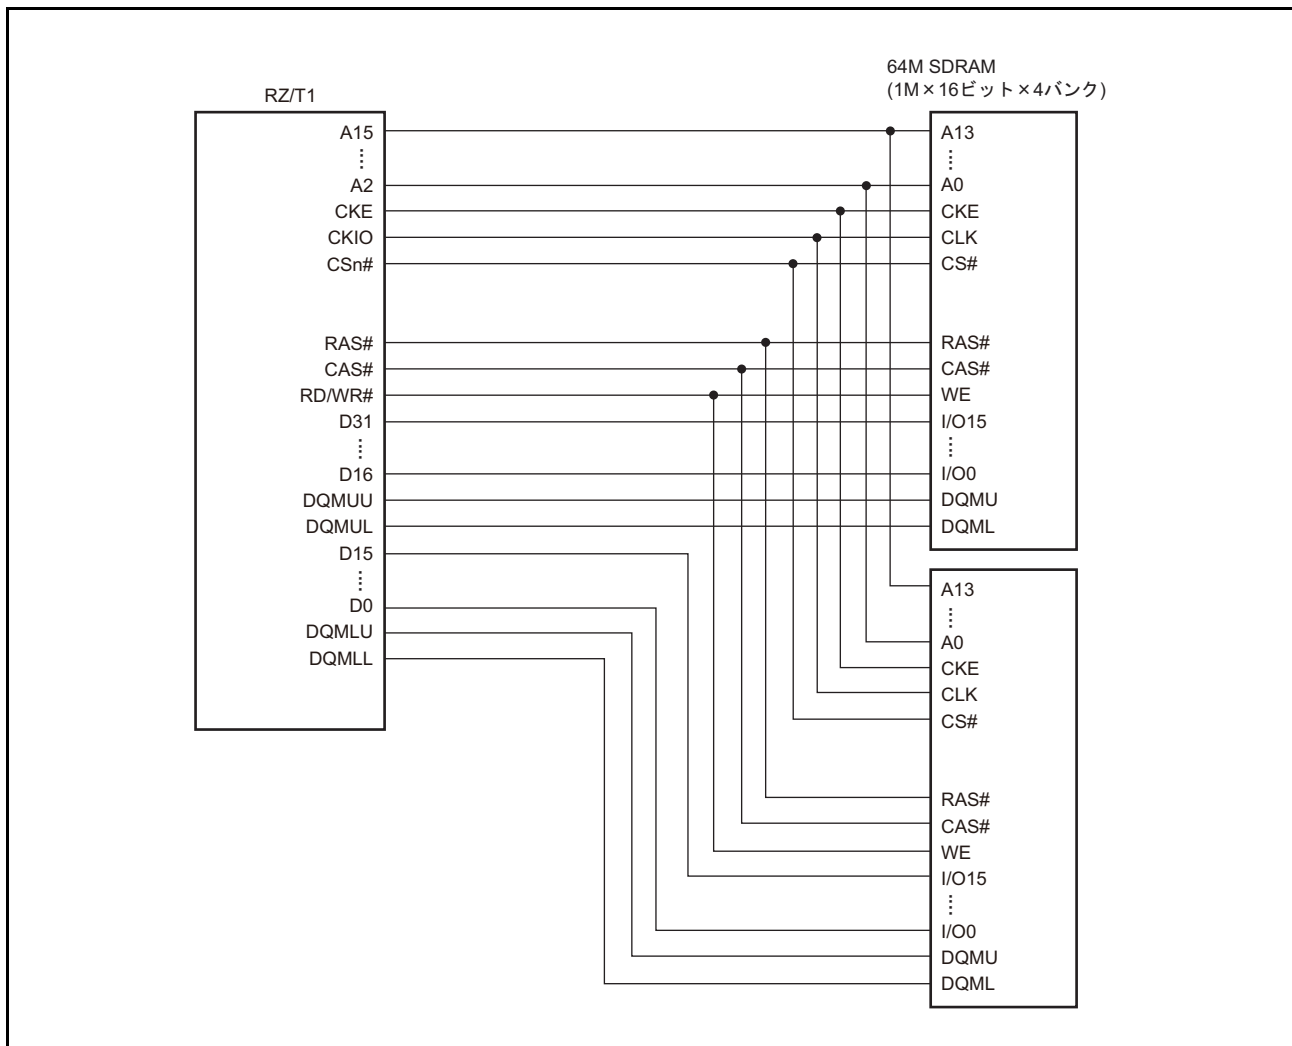 64M SDRAM
(1M×16ビット×4バンク)
RZ/T1
A15
A2
CKE
CKIO
CSn#
RAS#
CAS#
RD/WR#
D31
D16
DQMUU
DQMUL
D15
D0
DQMLU
DQMLL
A13
A0
CKE
CLK
CS#
RAS#
CAS#
WE
I/O15
I/O0
DQMU
DQML
A13
A0
CKE
CLK
CS#
RAS#
CAS#
WE
I/O15
I/O0
DQMU
DQML